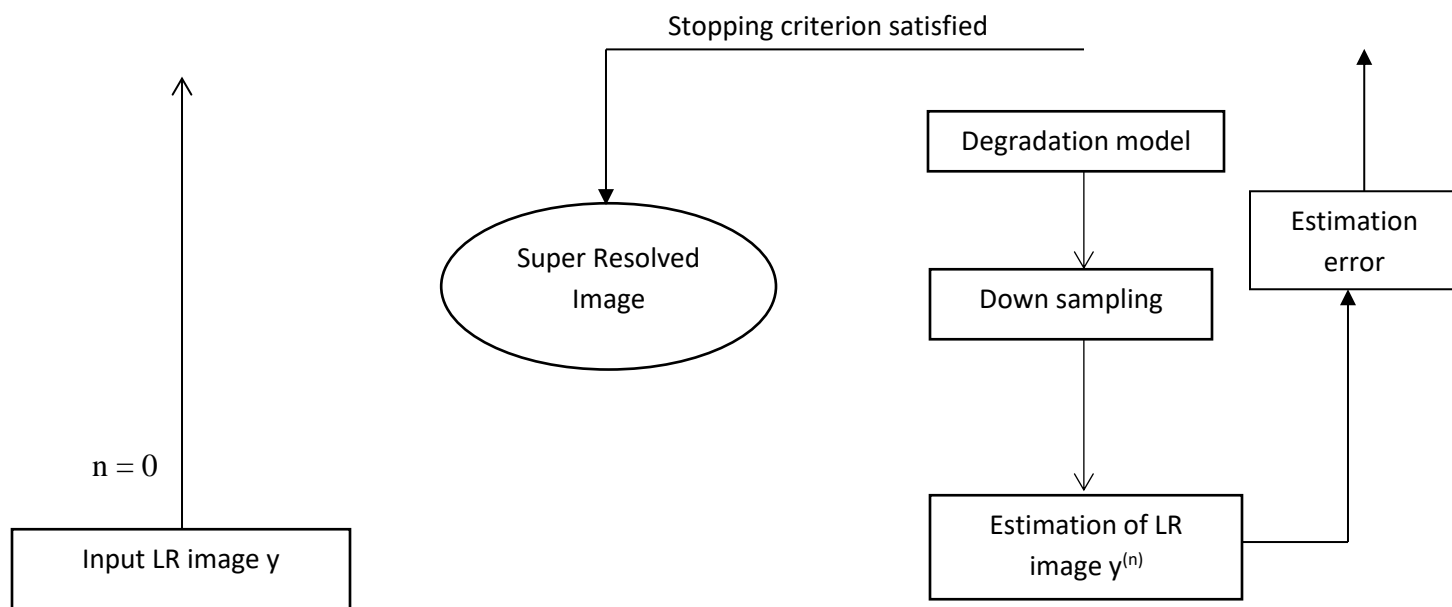 Stopping criterion satisfied
Degradation model
Estimation
error
Super Resolved
Image
Down sampling
n = 0
Input LR image y
Estimation of LR
image y⁽ⁿ⁾